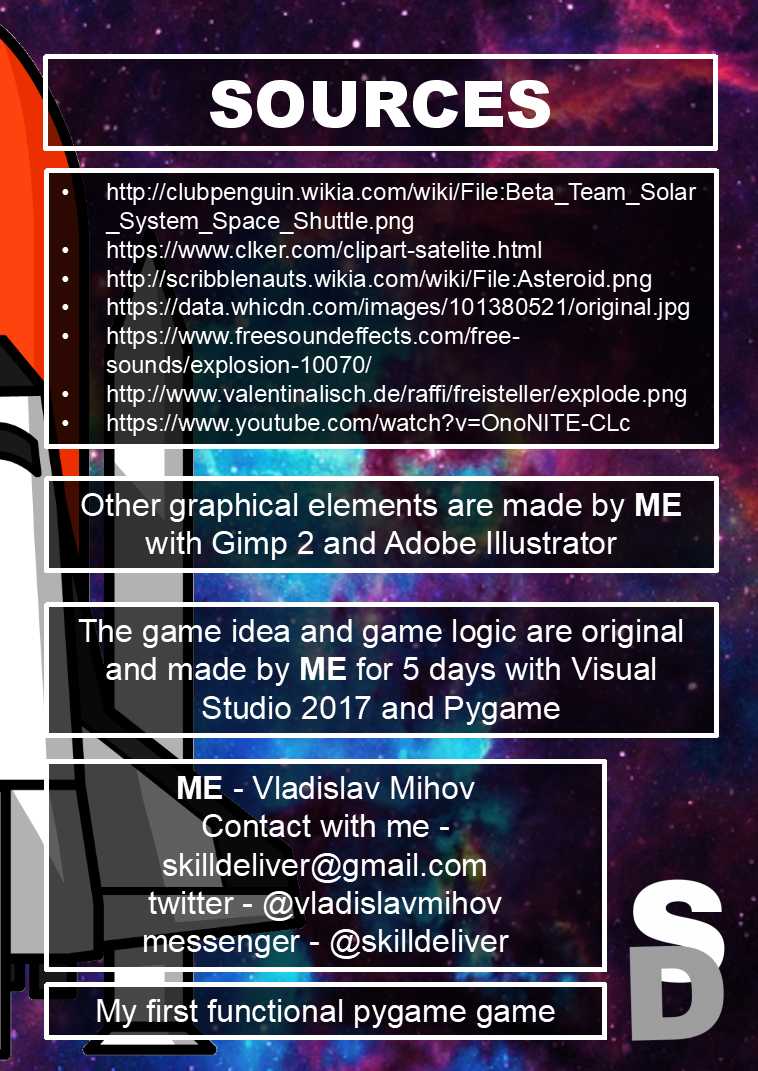 SOURCES
• http://clubpenguin.wikia.com/wiki/File:Beta_Team_Solar
_System_Space_Shuttle.png
• https://www.clker.com/clipart-satelite.html
• http://scribblenauts.wikia.com/wiki/File:Asteroid.png
• https://data.whicdn.com/images/101380521/original.jpg
• https://www.freesoundeffects.com/free-
sounds/explosion-10070/
• http://www.valentinalisch.de/raffi/freisteller/explode.png
• https://www.youtube.com/watch?v=OnoNITE-CLc
Other graphical elements are made by ME
with Gimp 2 and Adobe Illustrator
The game idea and game logic are original
and made by ME for 5 days with Visual
Studio 2017 and Pygame
ME - Vladislav Mihov
Contact with me -
skilldeliver@gmail.com
twitter - @vladislavmihov
messenger - @skilldeliver
My first functional pygame game
S
D